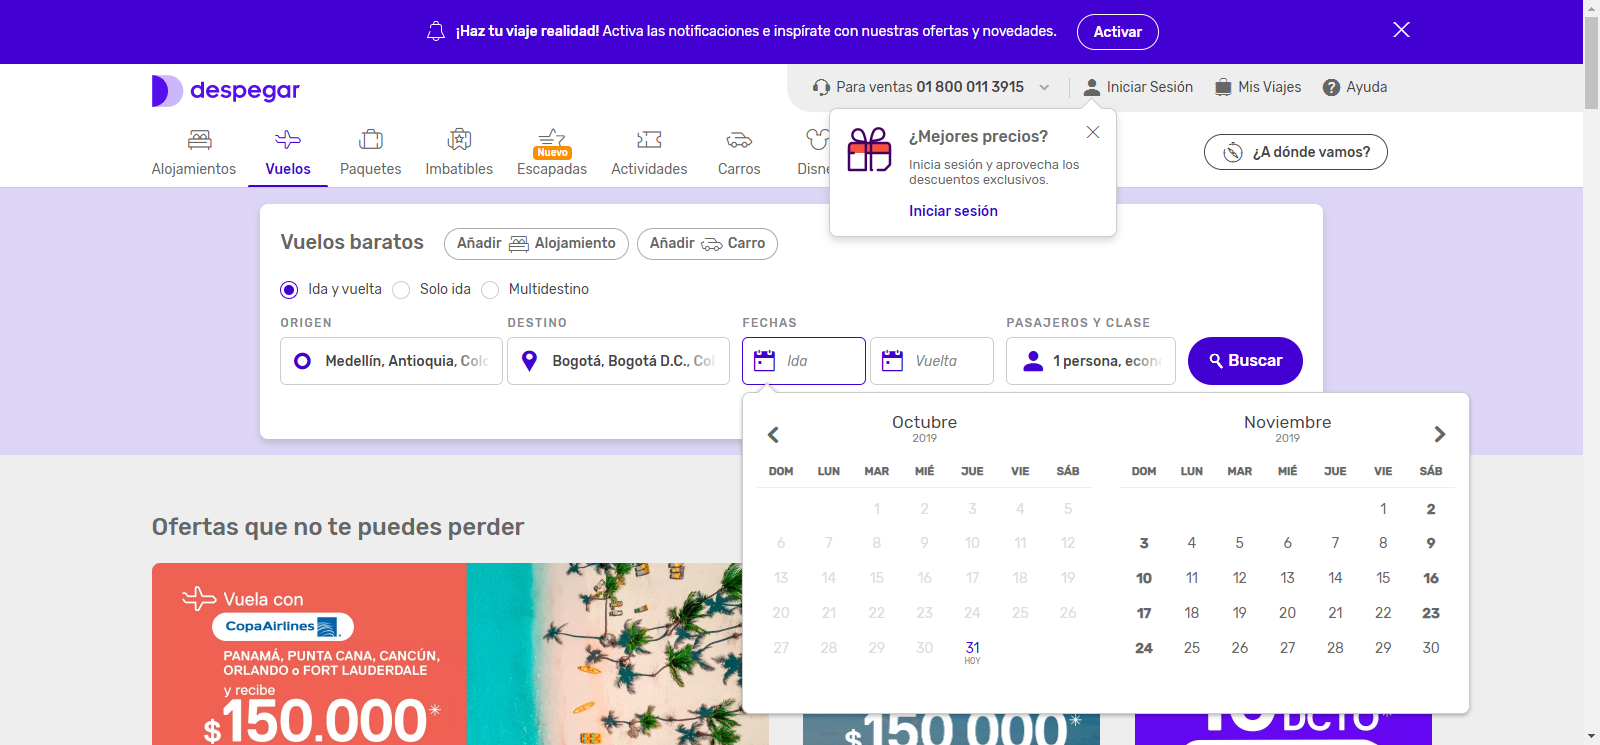 ¡Haz tu viaje realidad! Activa las notificaciones e inspírate con nuestras ofertas y novedades.
Activar
despegar
Para ventas 01 800 011 3915
Iniciar Sesión
Mis Viajes
Ayuda
Alojamientos
Vuelos
Paquetes
Imbatibles
Nuevo
Escapadas
Actividades
Carros
Disne
¿A dónde vamos?
¿Mejores precios?
Inicia sesión y aprovecha los
descuentos exclusivos.
Iniciar sesión
Vuelos baratos
Añadir Alojamiento
Añadir Carro
Ida y vuelta
Solo ida
Multidestino
ORIGEN
DESTINO
FECHAS
PASAJEROS Y CLASE
Medellín, Antioquia, Colo
Bogotá, Bogotá D.C., Col
Ida
Vuelta
1 persona, econ
Buscar
Octubre
2019
DOM LUN MAR MIÉ JUE VIE SÁB
1 2 3 4 5
6 7 8 9 10 11 12
13 14 15 16 17 18 19
20 21 22 23 24 25 26
27 28 29 30 31
HOY
Noviembre
2019
DOM LUN MAR MIÉ JUE VIE SÁB
1 2
3 4 5 6 7 8 9
10 11 12 13 14 15 16
17 18 19 20 21 22 23
24 25 26 27 28 29 30
Ofertas que no te puedes perder
Vuela con
CopaAirlines
PANAMÁ, PUNTA CANA, CANCÚN,
ORLANDO o FORT LAUDERDALE
y recibe
$150.000*
$150.000*
DCTO*